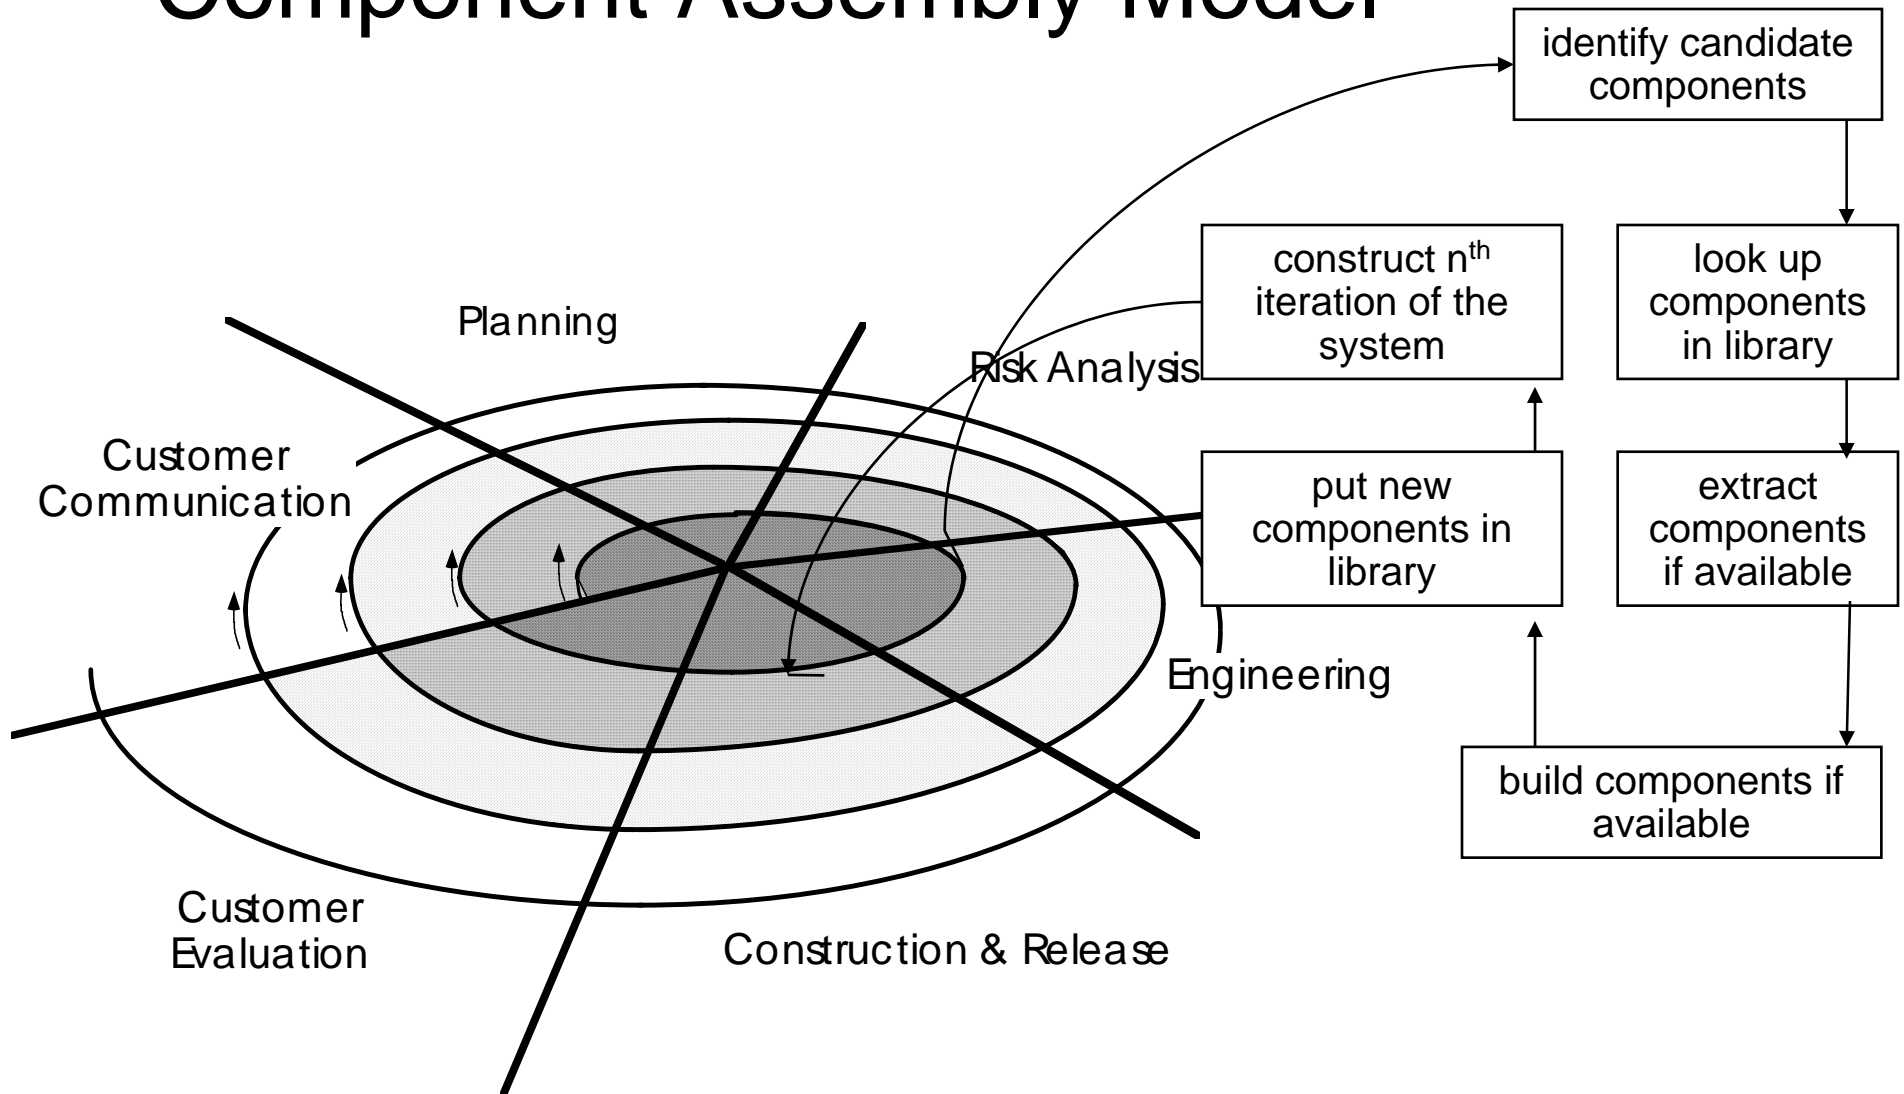 Component Assembly Model
identify candidate
components
construct nth
iteration of the
system
look up
components
in library
Planning
Risk Analysis
Customer
Communication
put new
components in
library
extract
components
if available
Engineering
build components if
available
Customer
Evaluation
Construction & Release